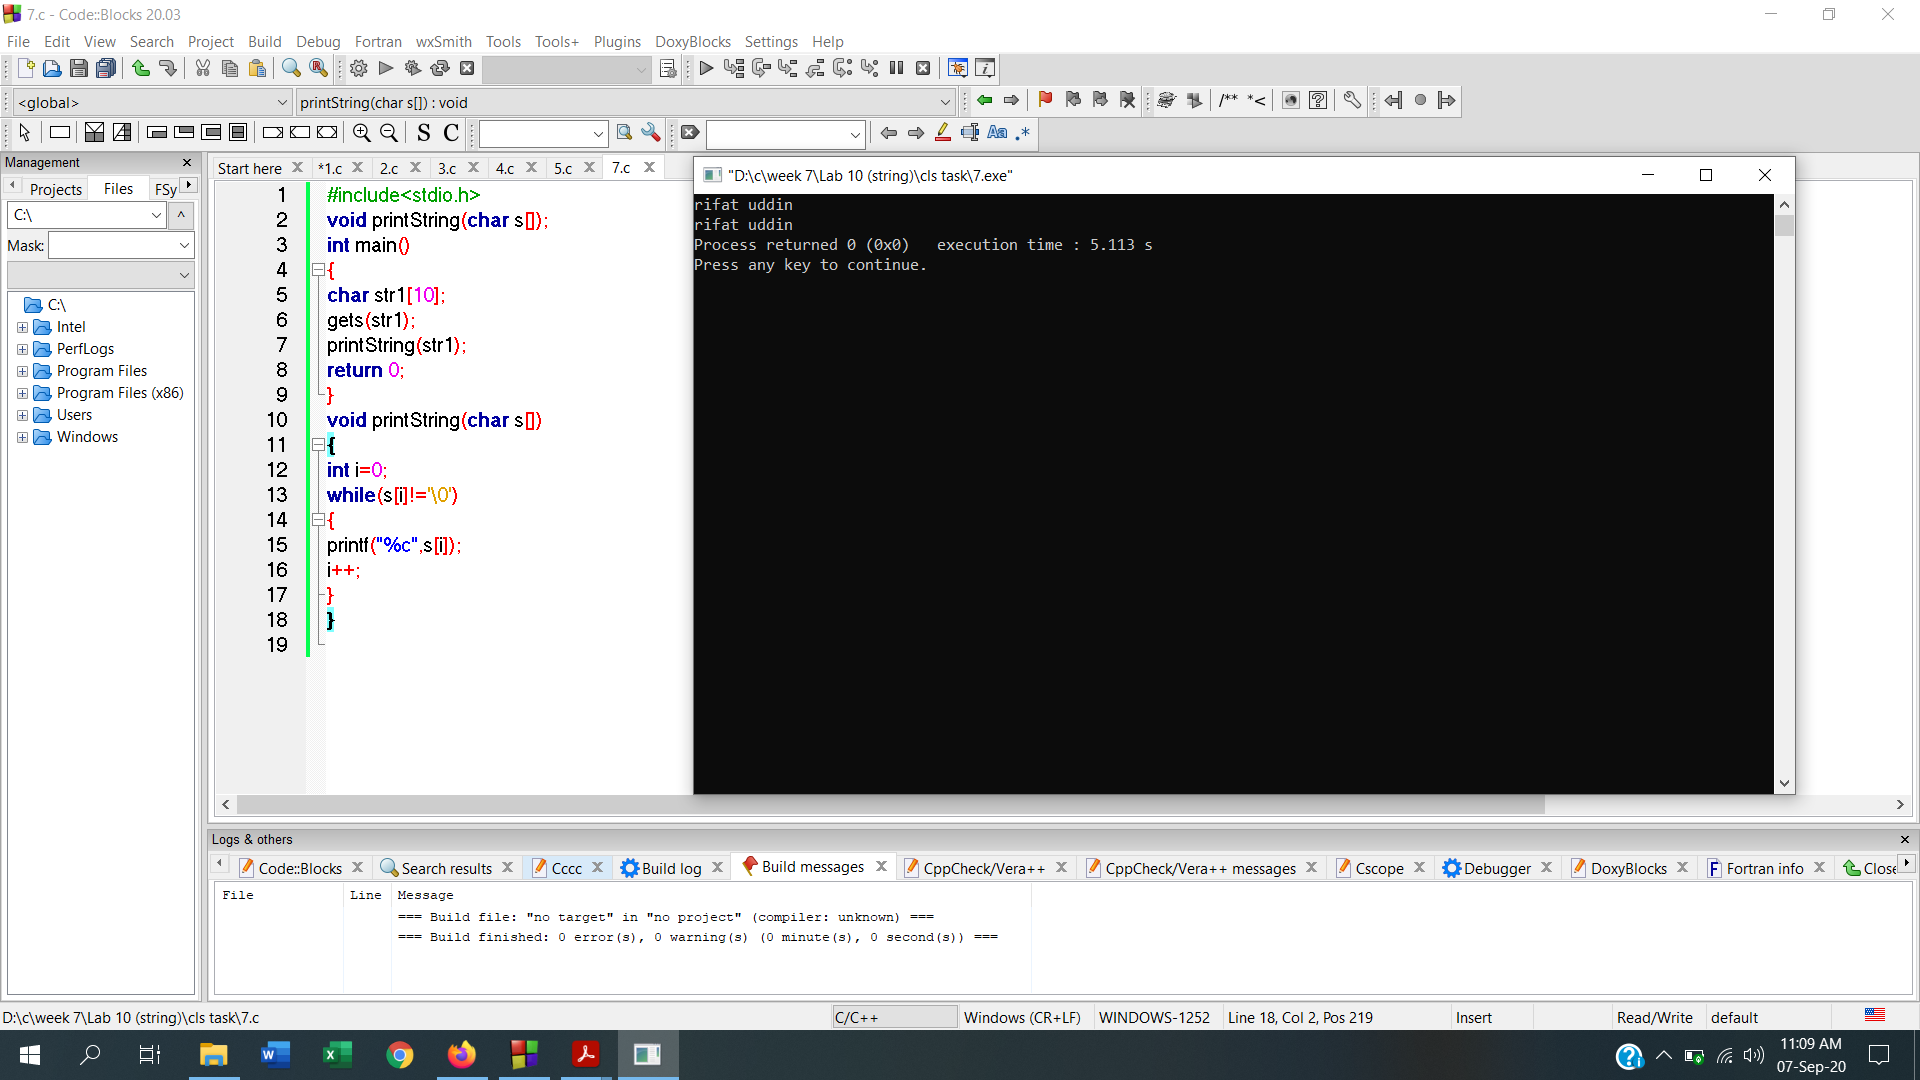 7.c - Code::Blocks 20.03
File Edit View Search Project Build Debug Fortran wxSmith Tools Tools+ Plugins DoxyBlocks Settings Help
<global> printString(char s[]) : void
/** *<
S C
Aa .*
Management
Projects Files FSy
C:\ ^
Mask:
C:\
Intel
PerfLogs
Program Files
Program Files (x86)
Users
Windows
Start here *1.c 2.c 3.c 4.c 5.c 7.c
1 #include<stdio.h>
2 void printString(char s[]);
3 int main()
4 {
5 char str1[10];
6 gets(str1);
7 printString(str1);
8 return 0;
9 }
10 void printString(char s[])
11 {
12 int i=0;
13 while(s[i]!='\0')
14 {
15 printf("%c",s[i]);
16 i++;
17 }
18 }
19
"D:\c\week 7\Lab 10 (string)\cls task\7.exe"
rifat uddin
rifat uddin
Process returned 0 (0x0)   execution time : 5.113 s
Press any key to continue.
Logs & others
Code::Blocks Search results Cccc Build log Build messages CppCheck/Vera++ CppCheck/Vera++ messages Cscope Debugger DoxyBlocks Fortran info Close
File Line Message
=== Build file: "no target" in "no project" (compiler: unknown) ===
=== Build finished: 0 error(s), 0 warning(s) (0 minute(s), 0 second(s)) ===
D:\c\week 7\Lab 10 (string)\cls task\7.c C/C++ Windows (CR+LF) WINDOWS-1252 Line 18, Col 2, Pos 219 Insert Read/Write default
11:09 AM
07-Sep-20